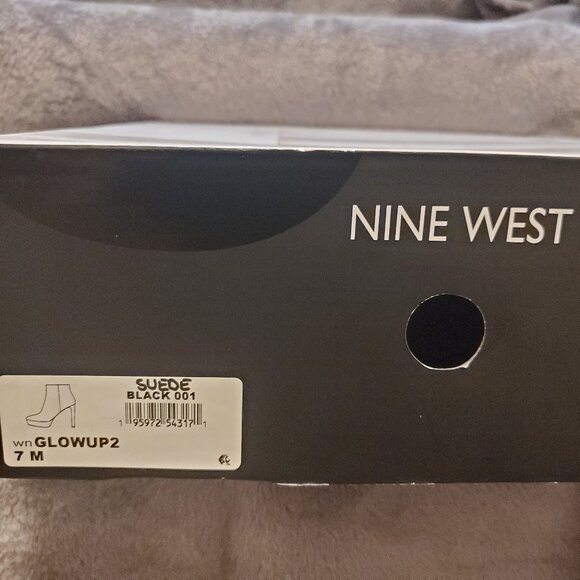 NINE WEST
SUEDE
BLACK 001
1 95972 54317 1
wn GLOWUP2
7 M